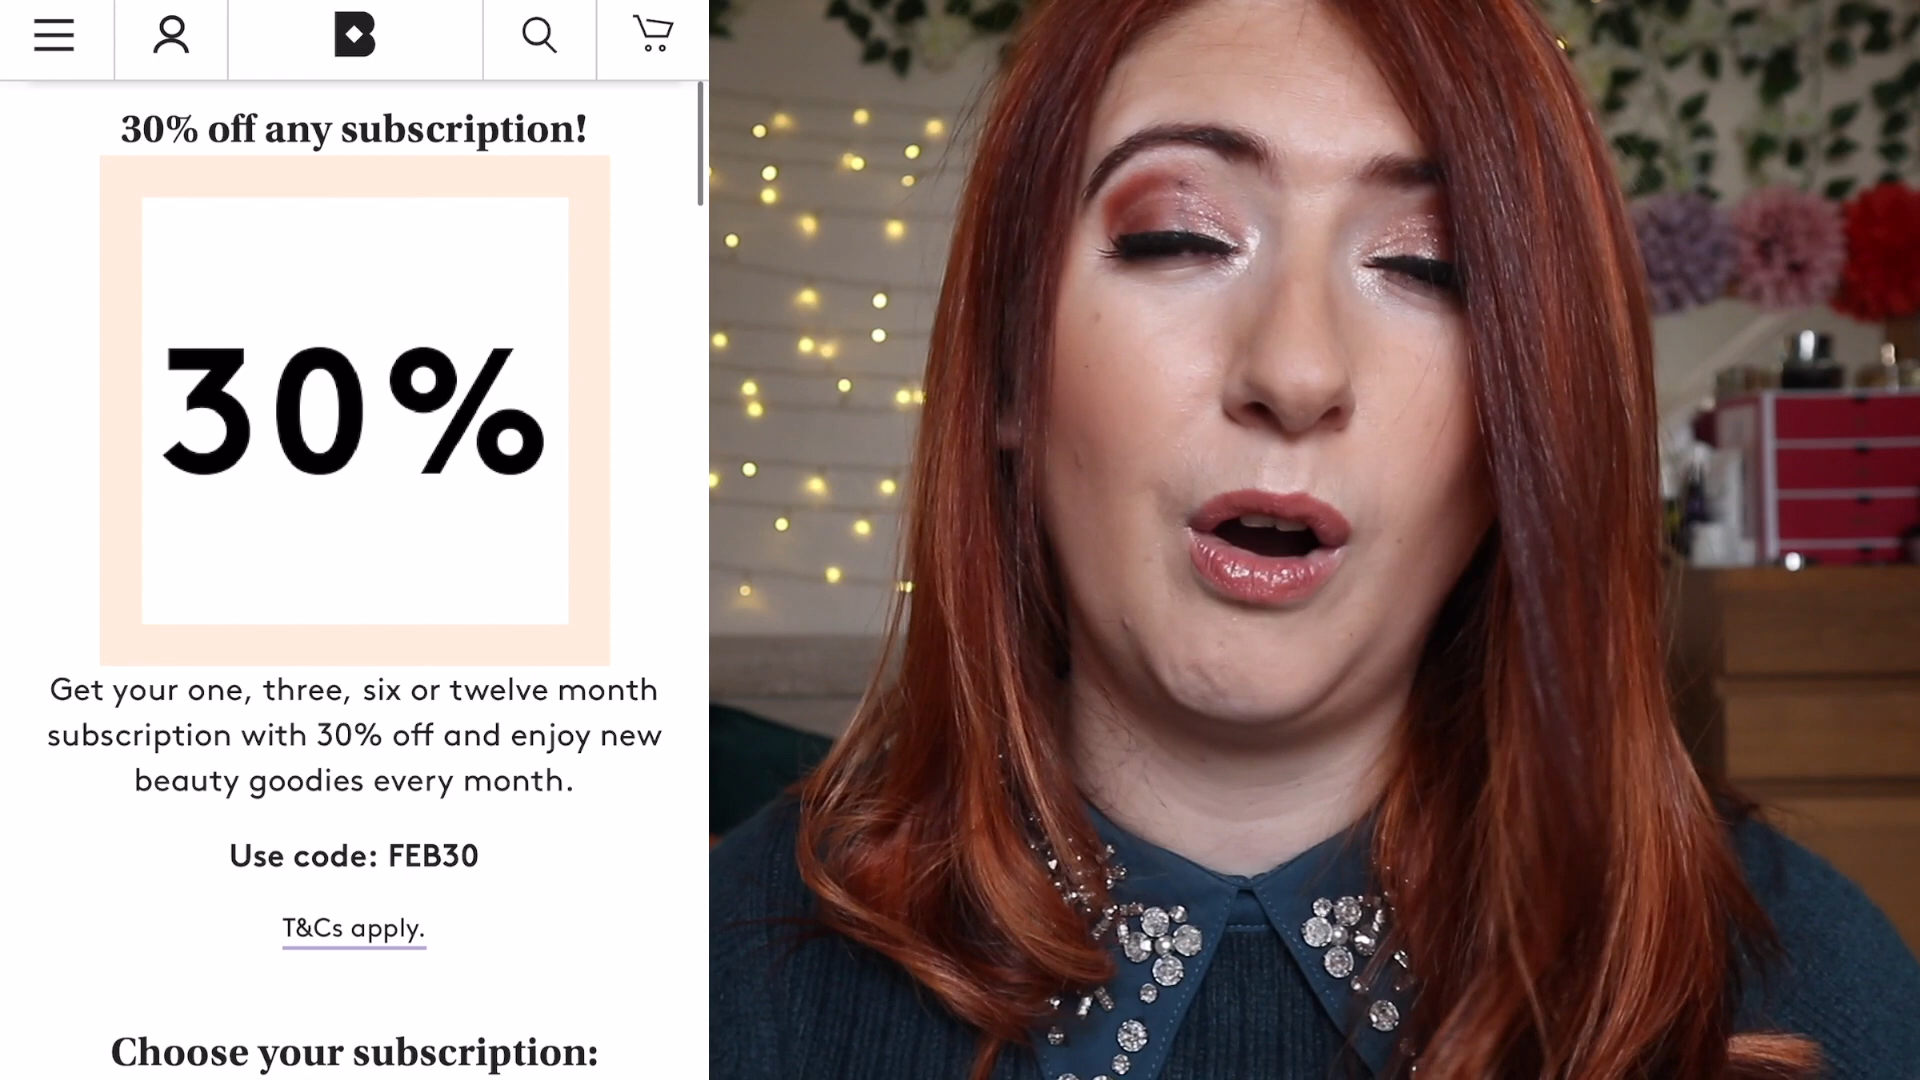 B
30% off any subscription!
30%
Get your one, three, six or twelve month
subscription with 30% off and enjoy new
beauty goodies every month.
Use code: FEB30
T&Cs apply.
Choose your subscription: